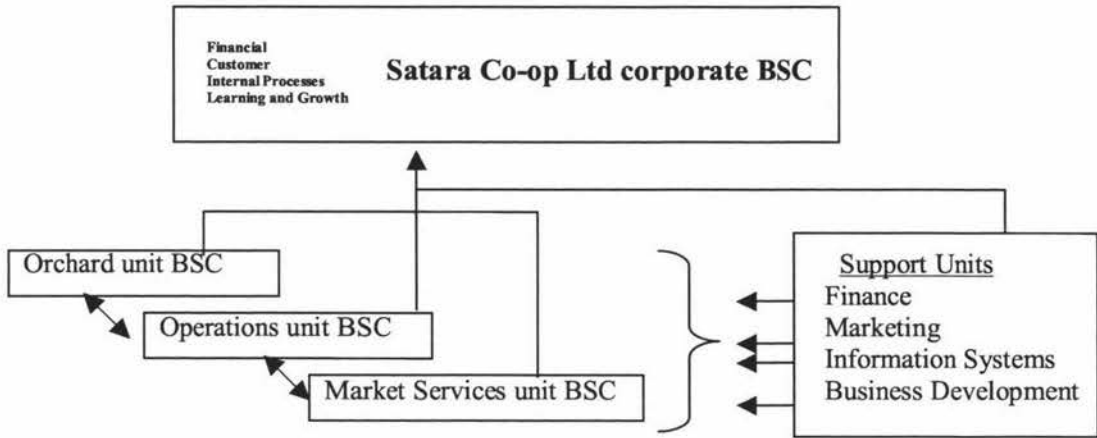 Financial
Customer
Internal Processes
Learning and Growth
Satara Co-op Ltd corporate BSC
Orchard unit BSC
Operations unit BSC
Market Services unit BSC
Support Units
Finance
Marketing
Information Systems
Business Development